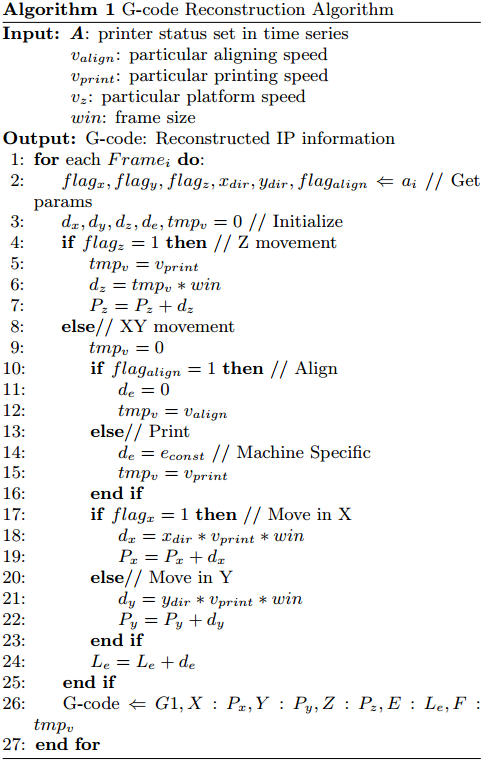 Algorithm 1 G-code Reconstruction Algorithm
Input: A: printer status set in time series
v_align: particular aligning speed
v_print: particular printing speed
v_z: particular platform speed
win: frame size
Output: G-code: Reconstructed IP information
1: for each Frame_i do:
2: flag_x, flag_y, flag_z, x_dir, y_dir, flag_align ⇐ a_i // Get
params
3: d_x, d_y, d_z, d_e, tmp_v = 0 // Initialize
4: if flag_z = 1 then // Z movement
5: tmp_v = v_print
6: d_z = tmp_v * win
7: P_z = P_z + d_z
8: else// XY movement
9: tmp_v = 0
10: if flag_align = 1 then // Align
11: d_e = 0
12: tmp_v = v_align
13: else// Print
14: d_e = e_const // Machine Specific
15: tmp_v = v_print
16: end if
17: if flag_x = 1 then // Move in X
18: d_x = x_dir * v_print * win
19: P_x = P_x + d_x
20: else// Move in Y
21: d_y = y_dir * v_print * win
22: P_y = P_y + d_y
23: end if
24: L_e = L_e + d_e
25: end if
26: G-code ⇐ G1, X : P_x, Y : P_y, Z : P_z, E : L_e, F :
tmp_v
27: end for